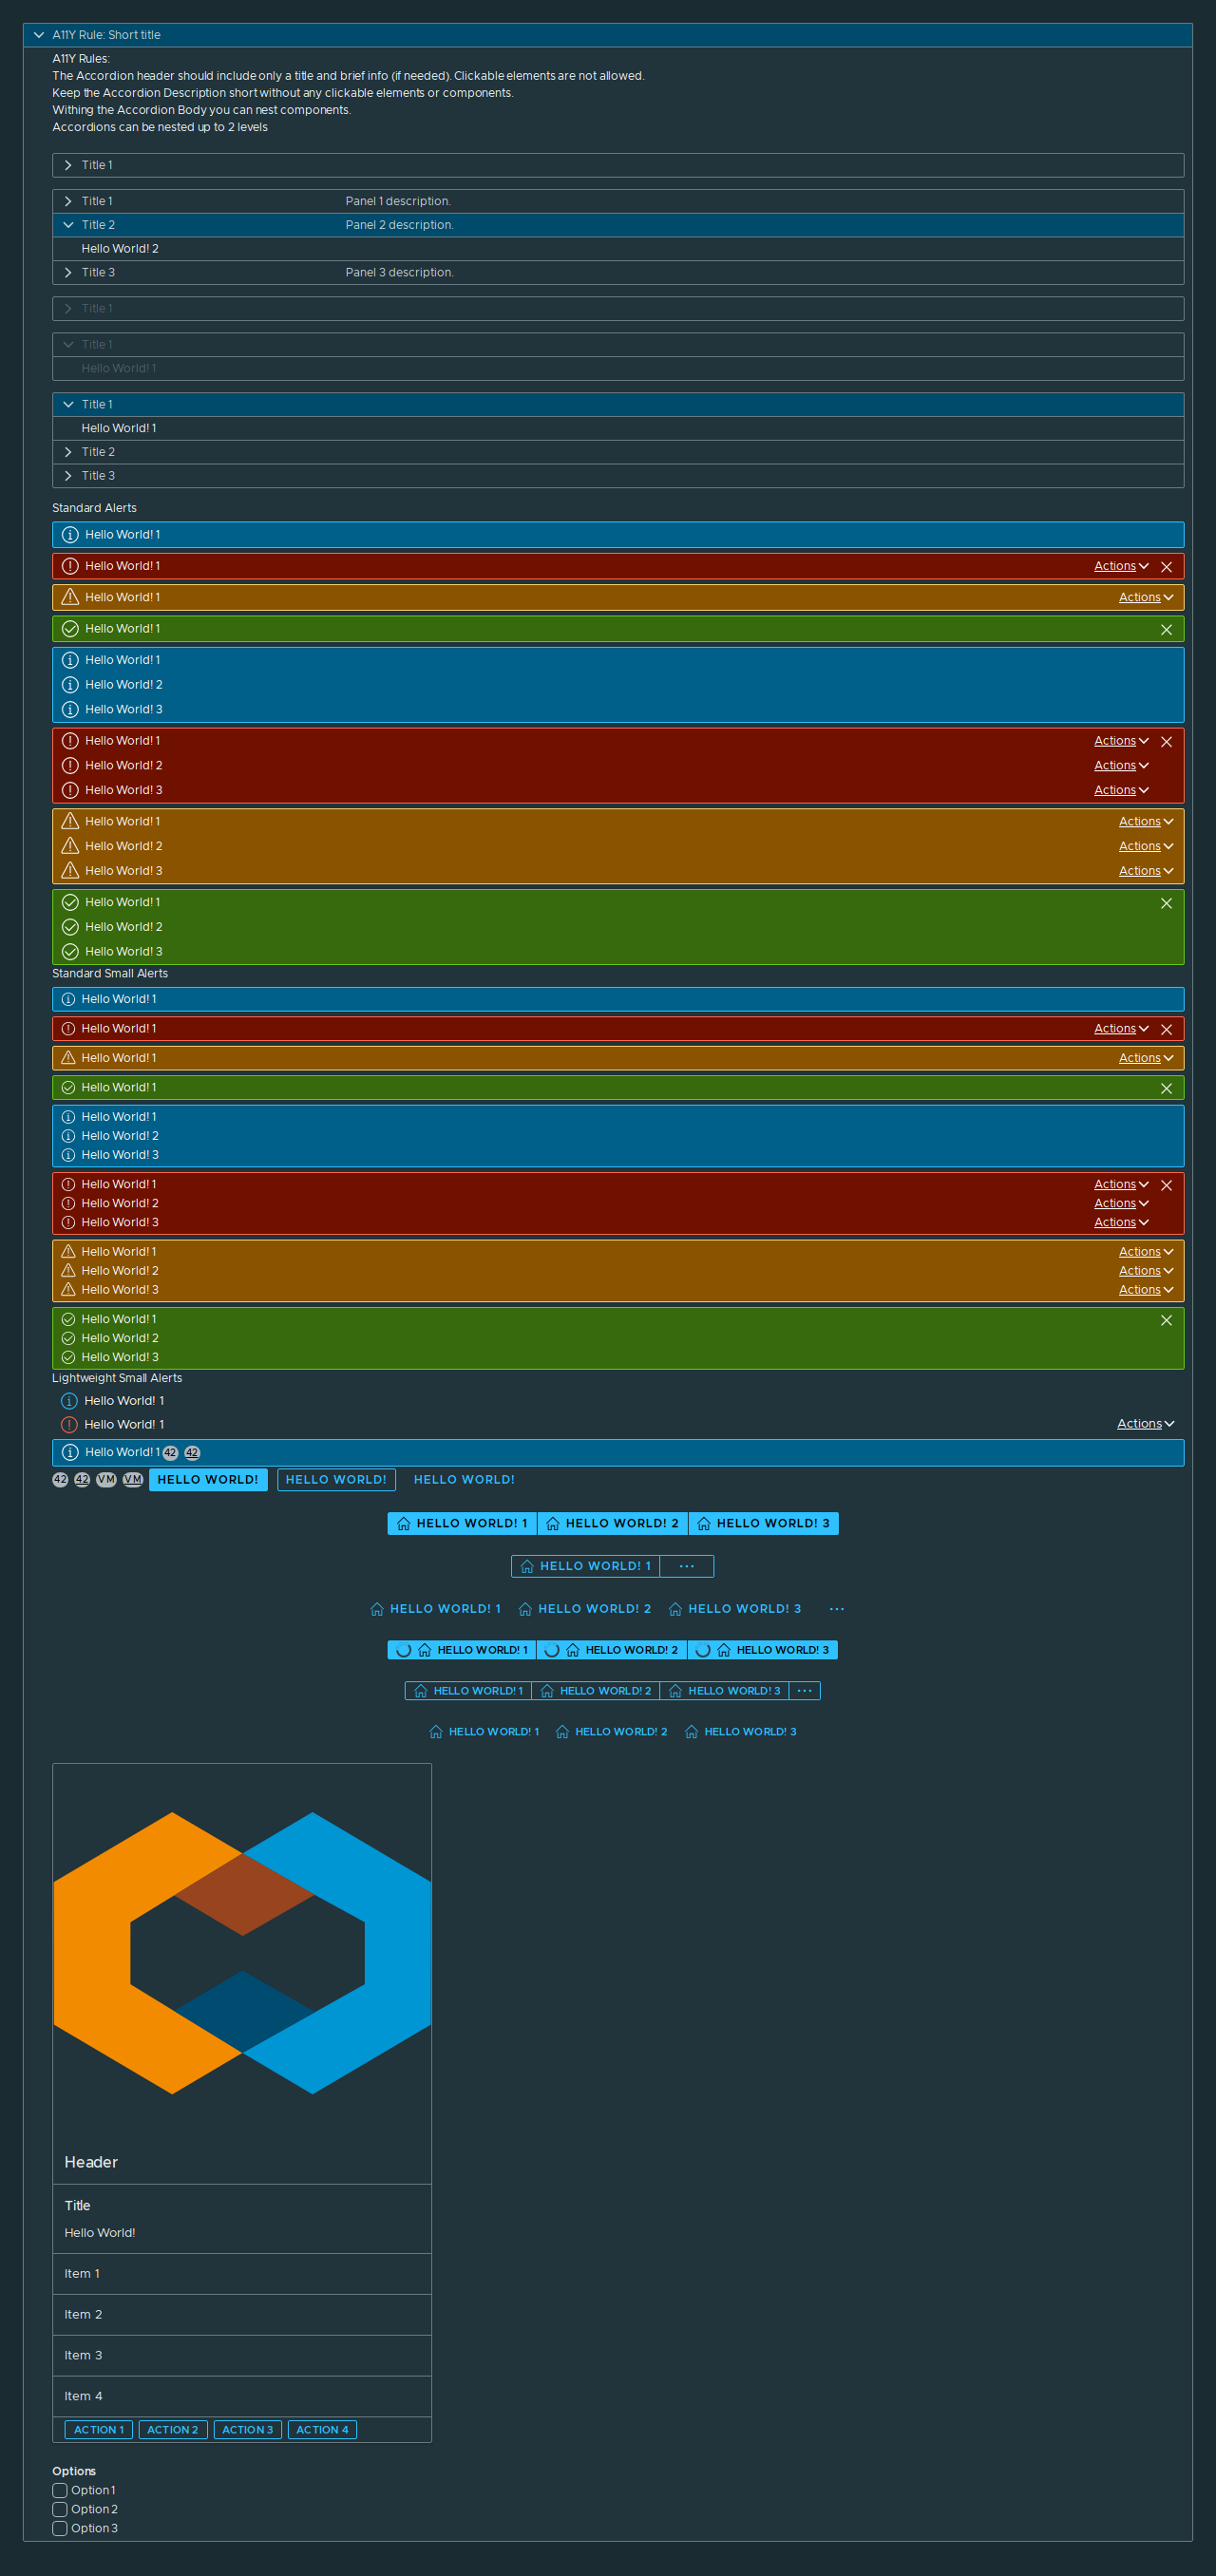 A11Y Rule: Short title
A11Y Rules:
The Accordion header should include only a title and brief info (if needed). Clickable elements are not allowed.
Keep the Accordion Description short without any clickable elements or components.
Withing the Accordion Body you can nest components.
Accordions can be nested up to 2 levels
Title 1
Title 1 Panel 1 description.
Title 2 Panel 2 description.
Hello World! 2
Title 3 Panel 3 description.
Title 1
Title 1
Hello World! 1
Title 1
Hello World! 1
Title 2
Title 3
Standard Alerts
Hello World! 1
Hello World! 1 Actions
Hello World! 1 Actions
Hello World! 1
Hello World! 1
Hello World! 2
Hello World! 3
Hello World! 1 Actions
Hello World! 2 Actions
Hello World! 3 Actions
Hello World! 1 Actions
Hello World! 2 Actions
Hello World! 3 Actions
Hello World! 1
Hello World! 2
Hello World! 3
Standard Small Alerts
Hello World! 1
Hello World! 1 Actions
Hello World! 1 Actions
Hello World! 1
Hello World! 1
Hello World! 2
Hello World! 3
Hello World! 1 Actions
Hello World! 2 Actions
Hello World! 3 Actions
Hello World! 1 Actions
Hello World! 2 Actions
Hello World! 3 Actions
Hello World! 1
Hello World! 2
Hello World! 3
Lightweight Small Alerts
Hello World! 1
Hello World! 1 Actions
Hello World! 1 42 42
42 42 VM VM HELLO WORLD! HELLO WORLD! HELLO WORLD!
HELLO WORLD! 1 HELLO WORLD! 2 HELLO WORLD! 3
HELLO WORLD! 1 ...
HELLO WORLD! 1 HELLO WORLD! 2 HELLO WORLD! 3 ...
HELLO WORLD! 1 HELLO WORLD! 2 HELLO WORLD! 3
HELLO WORLD! 1 HELLO WORLD! 2 HELLO WORLD! 3 ...
HELLO WORLD! 1 HELLO WORLD! 2 HELLO WORLD! 3
Header
Title
Hello World!
Item 1
Item 2
Item 3
Item 4
ACTION 1 ACTION 2 ACTION 3 ACTION 4
Options
Option 1
Option 2
Option 3